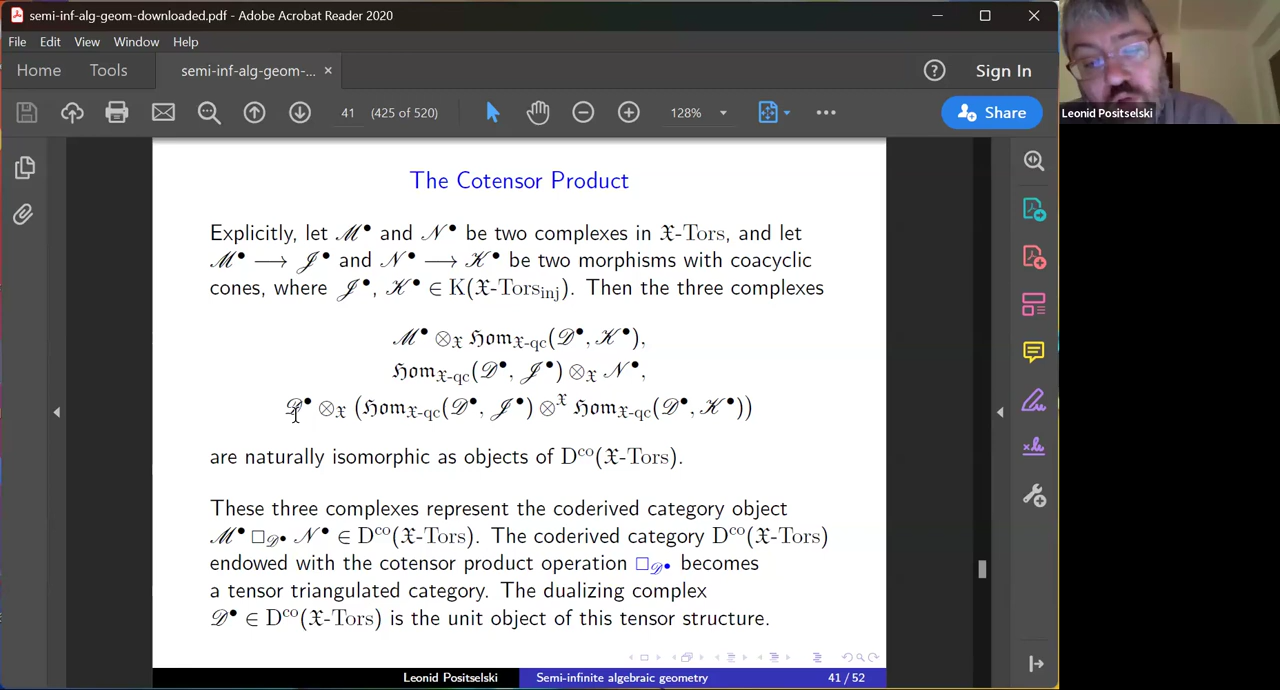 semi-inf-alg-geom-downloaded.pdf - Adobe Acrobat Reader 2020
File Edit View Window Help
Home Tools semi-inf-alg-geom-... × Sign In
41 (425 of 520) 128% Share
Leonid Positselski
The Cotensor Product
Explicitly, let ℳ• and 𝒩• be two complexes in 𝔛-Tors, and let
ℳ• ⟶ 𝒥• and 𝒩• ⟶ 𝒦• be two morphisms with coacyclic
cones, where 𝒥•, 𝒦• ∈ K(𝔛-Tors_inj). Then the three complexes
ℳ• ⊗_𝔛 ℌom_𝔛-qc(𝒟•, 𝒦•),
ℌom_𝔛-qc(𝒟•, 𝒥•) ⊗_𝔛 𝒩•,
𝒟• ⊗_𝔛 (ℌom_𝔛-qc(𝒟•, 𝒥•) ⊗^𝔛 ℌom_𝔛-qc(𝒟•, 𝒦•))
are naturally isomorphic as objects of D^co(𝔛-Tors).
These three complexes represent the coderived category object
ℳ• □_𝒟• 𝒩• ∈ D^co(𝔛-Tors). The coderived category D^co(𝔛-Tors)
endowed with the cotensor product operation □_𝒟• becomes
a tensor triangulated category. The dualizing complex
𝒟• ∈ D^co(𝔛-Tors) is the unit object of this tensor structure.
Leonid Positselski Semi-infinite algebraic geometry 41 / 52